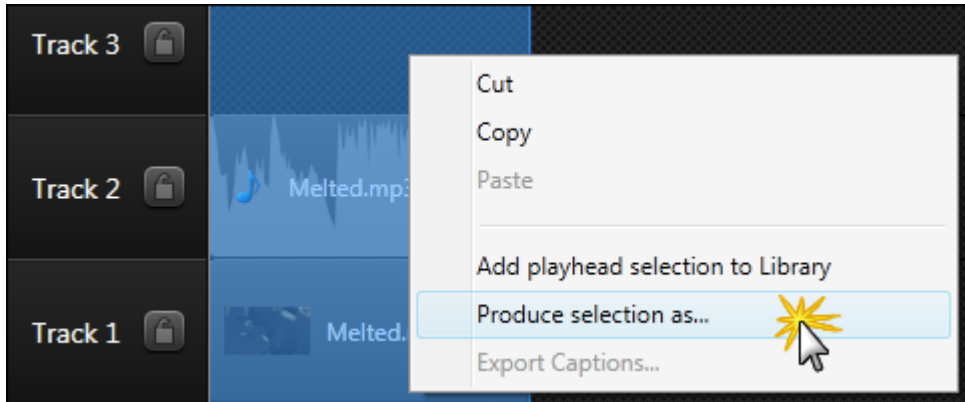 Track 3
Cut
Copy
Track 2
Melted.mp3
Paste
Add playhead selection to Library
Produce selection as...
Track 1
Melted.
Export Captions...